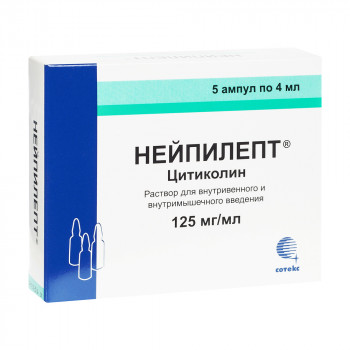 5 ампул по 4 мл
НЕЙПИЛЕПТ®
Цитиколин
Раствор для внутривенного и
внутримышечного введения
125 мг/мл
сотекс
НЕЙПИЛЕПТ®